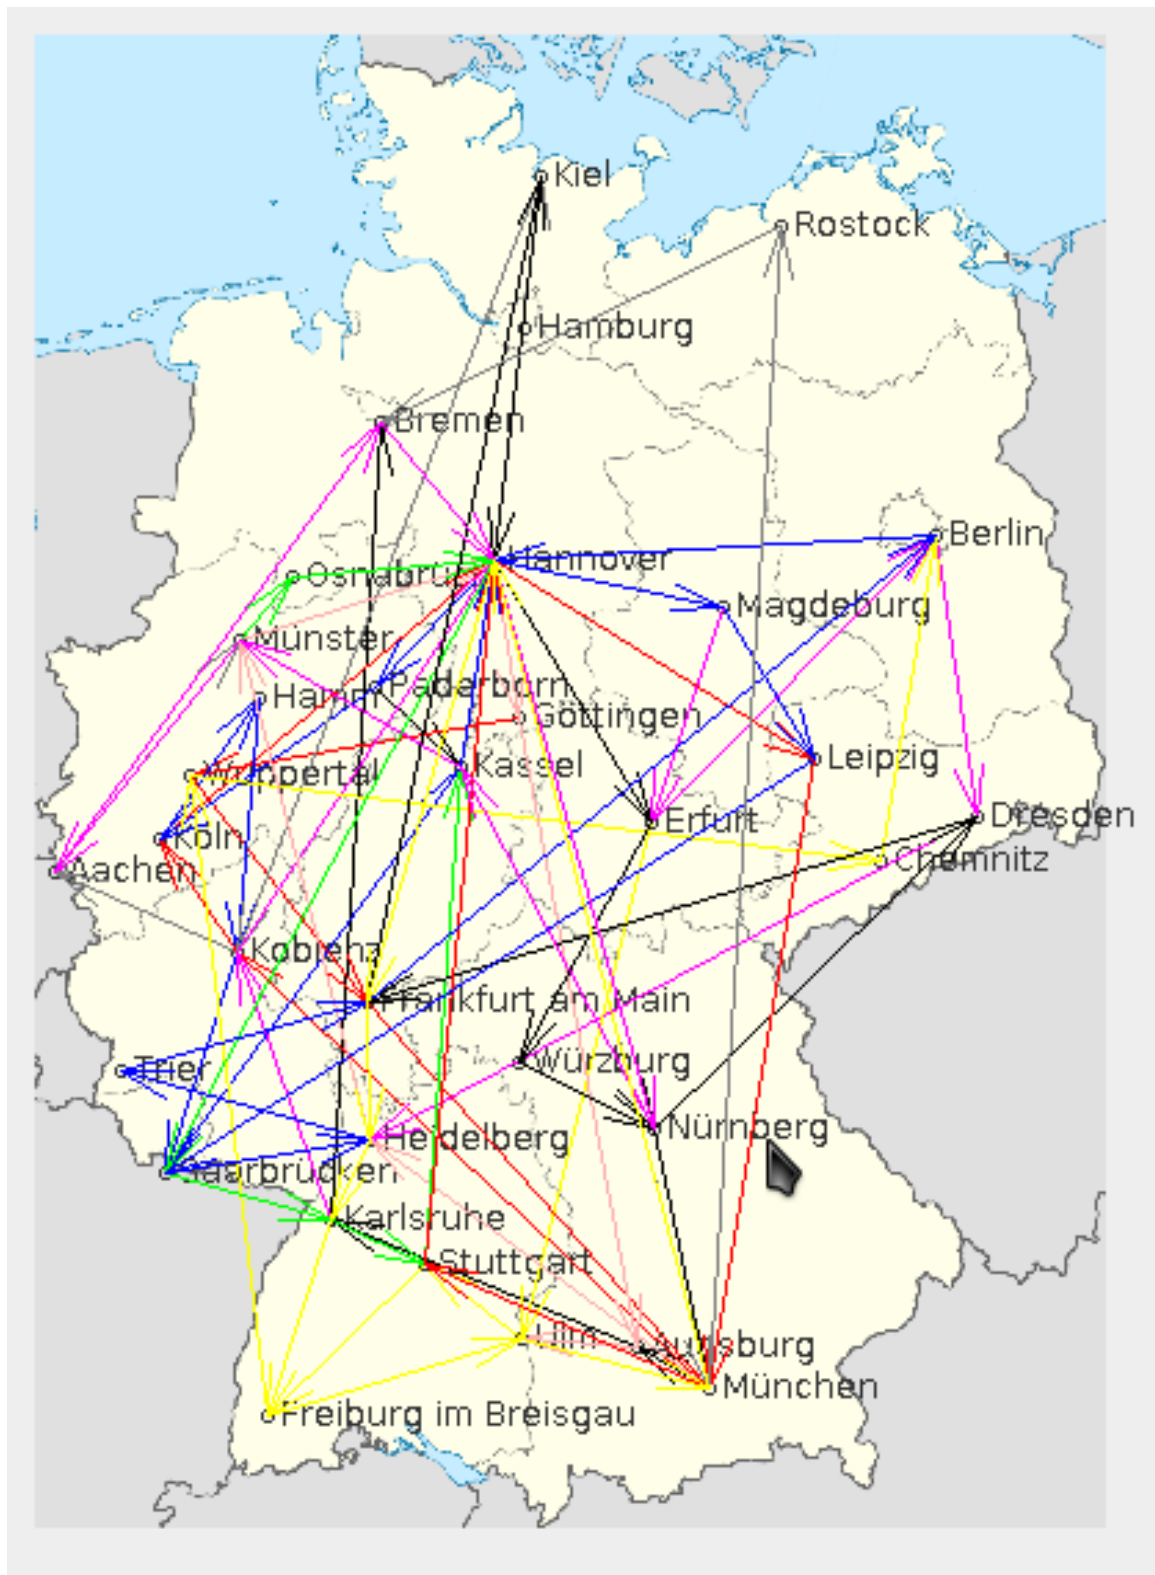 Kiel
Rostock
Hamburg
Bremen
Berlin
Hannover
Osnabrück
Magdeburg
Münster
Hamm
Paderborn
Göttingen
Leipzig
Kassel
Wuppertal
Erfurt
Dresden
Köln
Chemnitz
Aachen
Koblenz
Frankfurt am Main
Würzburg
Trier
Nürnberg
Heidelberg
Saarbrücken
Karlsruhe
Stuttgart
Ulm
Augsburg
München
Freiburg im Breisgau